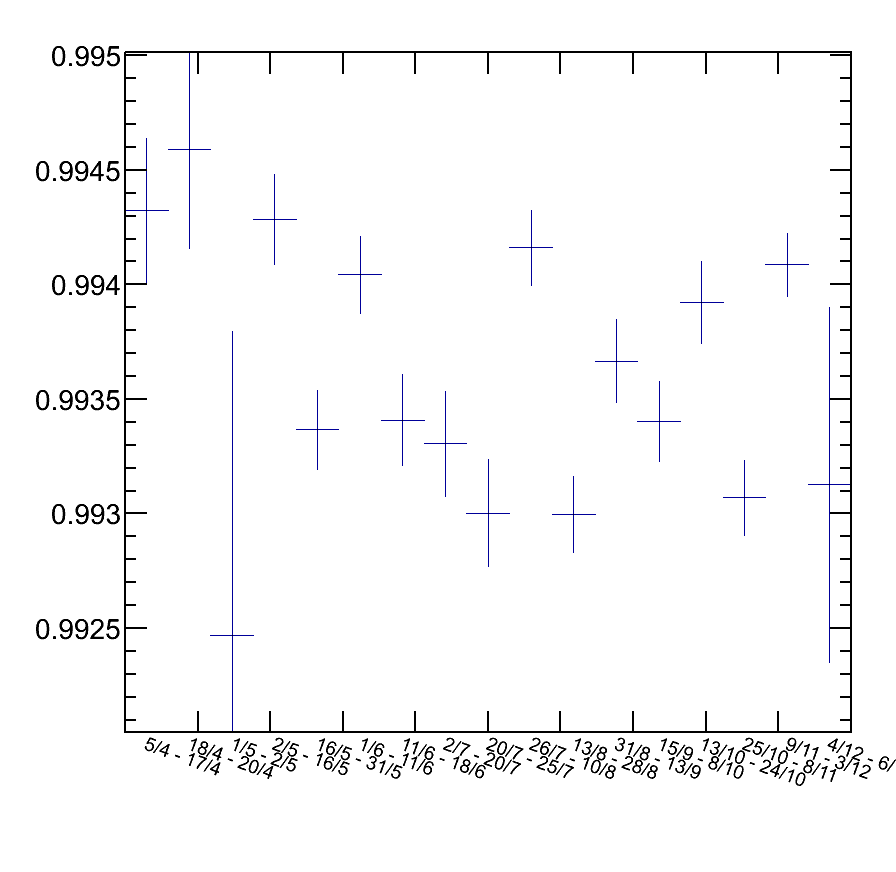 0.995
0.9945
0.994
0.9935
0.993
0.9925
5/4 - 17/4
18/4 - 20/4
1/5 - 2/5
2/5 - 16/5
16/5 - 31/5
1/6 - 11/6
11/6 - 18/6
2/7 - 20/7
20/7 - 25/7
26/7 - 10/8
13/8 - 28/8
31/8 - 13/9
15/9 - 8/10
13/10 - 24/10
25/10 - 8/11
9/11 - 3/12
4/12 - 6/